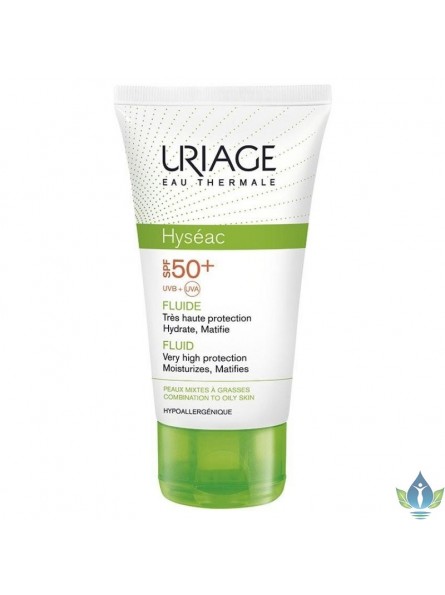 URIAGE
EAU THERMALE
Hyséac
SPF 50+
UVB + UVA
FLUIDE
Très haute protection
Hydrate, Matifie
FLUID
Very high protection
Moisturizes, Matifies
PEAUX MIXTES À GRASSES
COMBINATION TO OILY SKIN
HYPOALLERGÉNIQUE